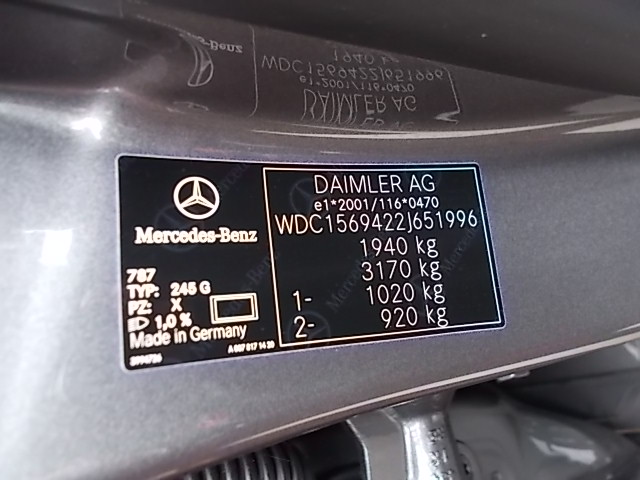 Mercedes-Benz
787
TYP: 245 G
PZ: X
1,0 %
Made in Germany
DAIMLER AG
e1*2001/116*0470
WDC1569422J651996
1940 kg
3170 kg
1- 1020 kg
2- 920 kg